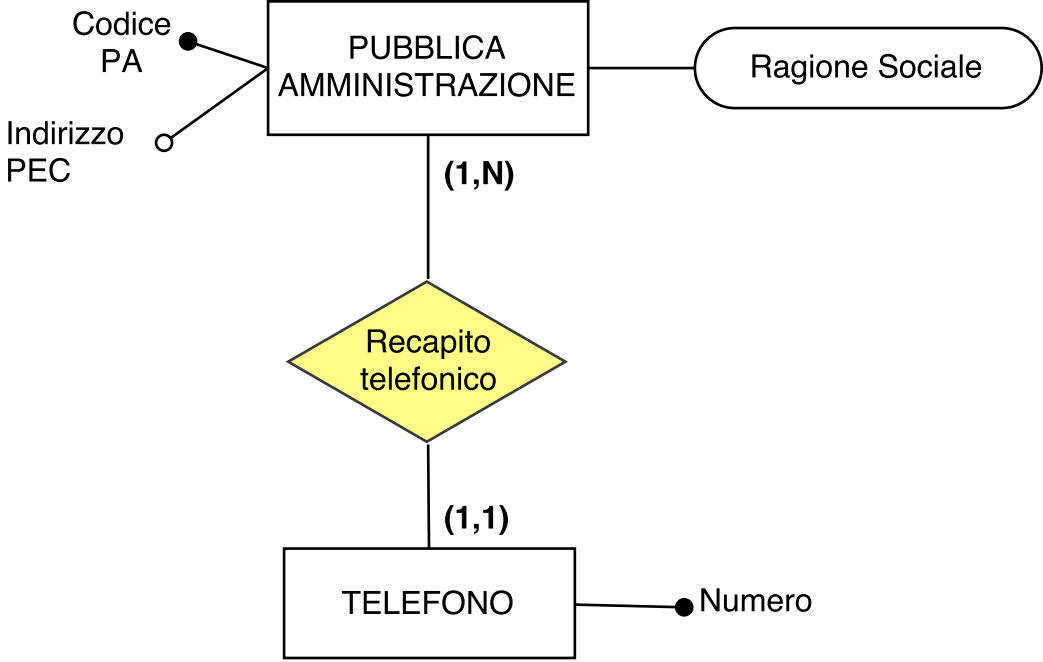 Codice
PA
PUBBLICA
AMMINISTRAZIONE
Ragione Sociale
Indirizzo
PEC
(1,N)
Recapito
telefonico
(1,1)
TELEFONO
Numero